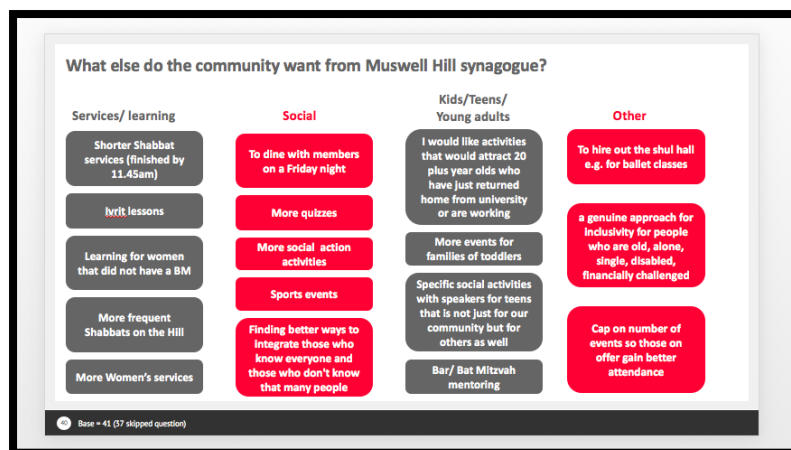 What else do the community want from Muswell Hill synagogue?
Services/ learning
Shorter Shabbat
services (finished by
11.45am)
Ivrit lessons
Learning for women
that did not have a BM
More frequent
Shabbats on the Hill
More Women's services
Social
To dine with members
on a Friday night
More quizzes
More social action
activities
Sports events
Finding better ways to
integrate those who
know everyone and
those who don't know
that many people
Kids/Teens/
Young adults
I would like activities
that would attract 20
plus year olds who
have just returned
home from university
or are working
More events for
families of toddlers
Specific social activities
with speakers for teens
that is not just for our
community but for
others as well
Bar/ Bat Mitzvah
mentoring
Other
To hire out the shul hall
e.g. for ballet classes
a genuine approach for
inclusivity for people
who are old, alone,
single, disabled,
financially challenged
Cap on number of
events so those on
offer gain better
attendance
40 Base = 41 (37 skipped question)